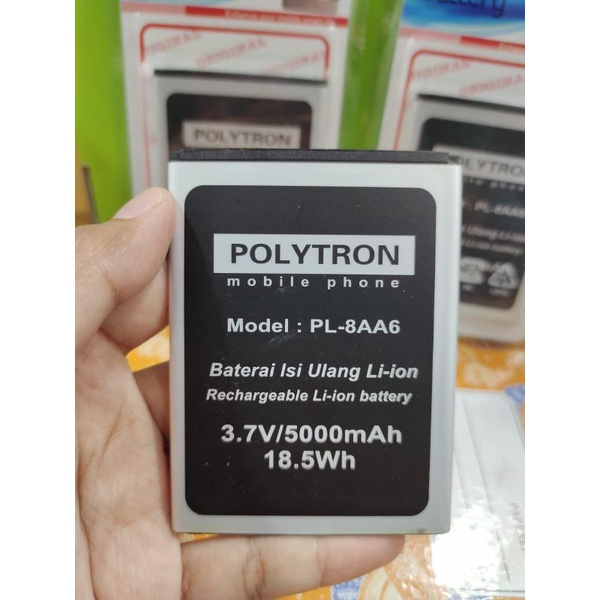 ORIGINAL
POLYTRON
POLYTRON
: PL-8AA6
POLYTRON
mobile phone
Model : PL-8AA6
Baterai Isi Ulang Li-ion
Rechargeable Li-ion battery
3.7V/5000mAh
18.5Wh